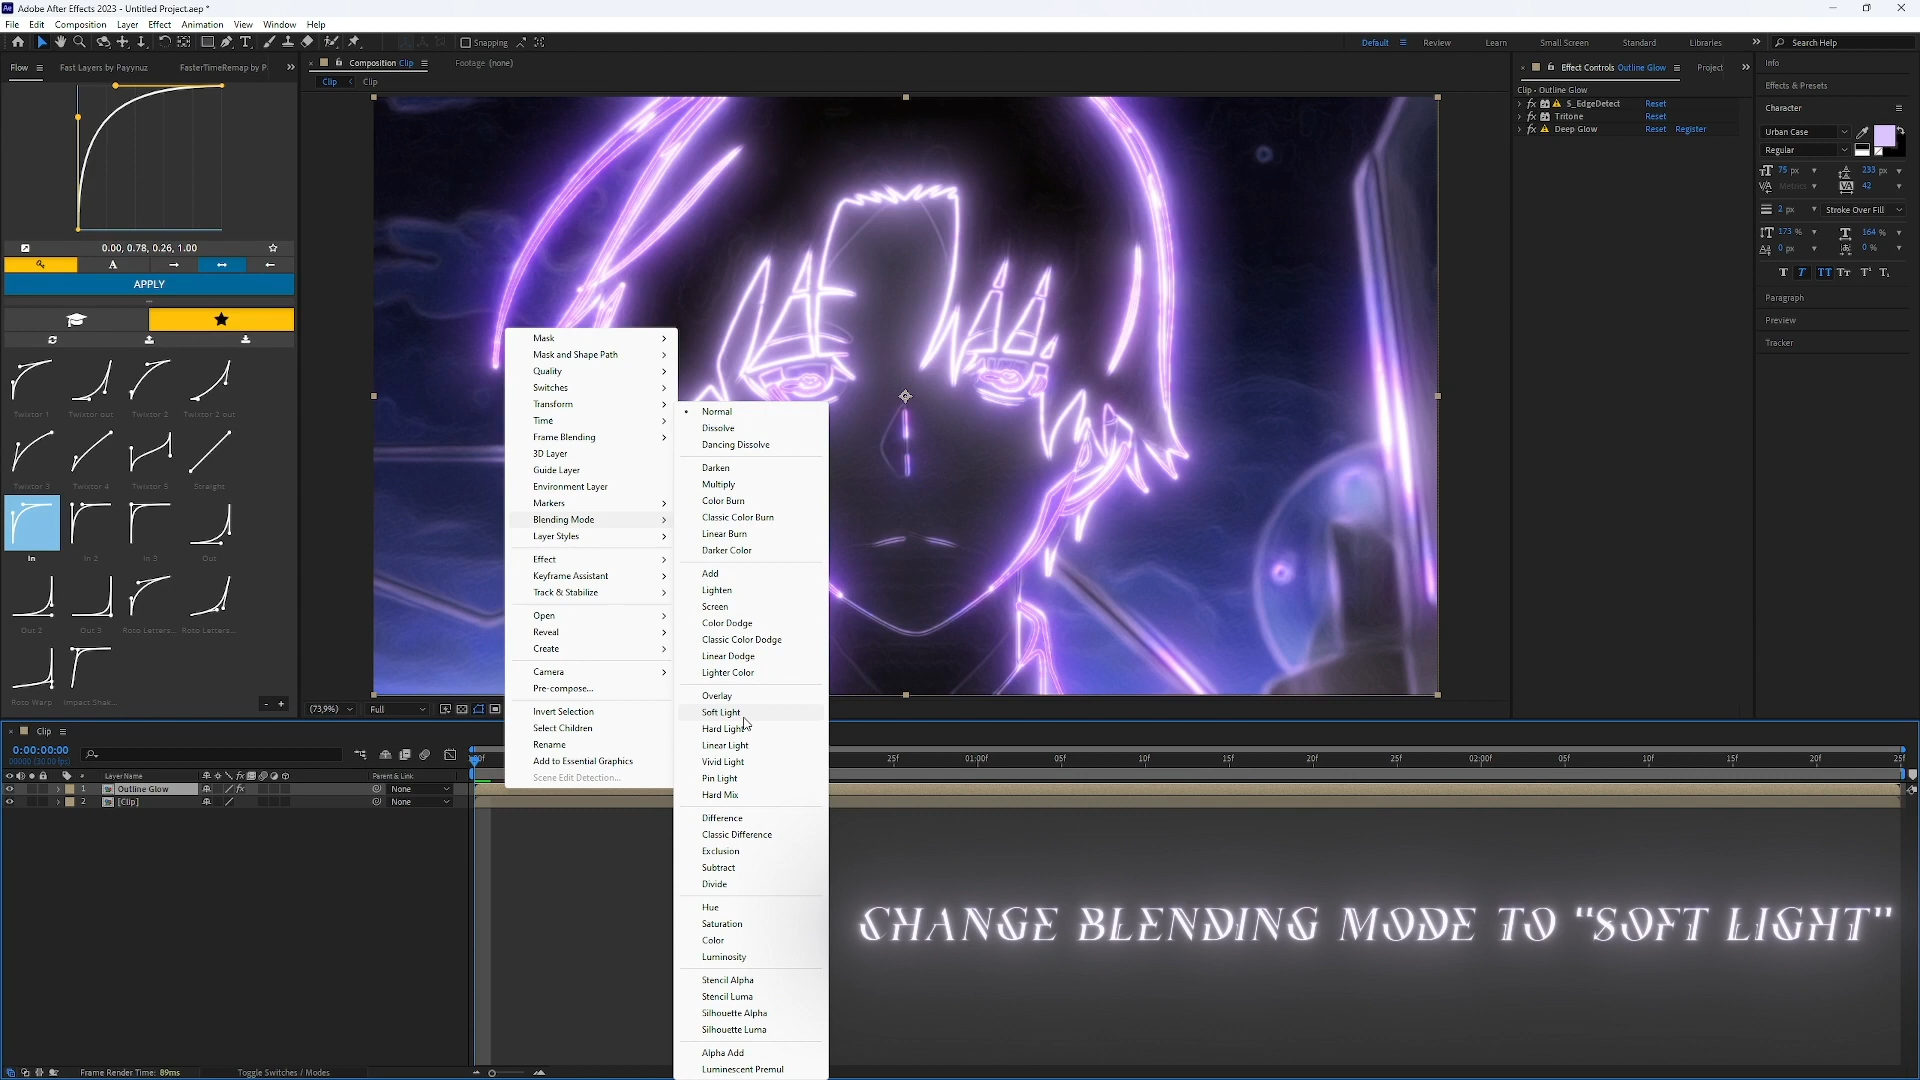 Adobe After Effects 2023 - Untitled Project.aep *
File Edit Composition Layer Effect Animation View Window Help
Snapping
Default Review Learn Small Screen Standard Libraries Search Help
Flow Fast Layers by Payynuz FasterTimeRemap by P.
Composition Clip Footage (none)
Clip Clip
0.00, 0.78, 0.26, 1.00
A
APPLY
Twixtor 1 Twixtor out Twixtor 2 Twixtor 2 out
Twixtor 3 Twixtor 4 Twixtor 5 Straight
In In 2 In 3 Out
Out 2 Out 3 Roto Letters... Roto Letters...
Roto Warp Impact Shak...
(73,9%) Full
Mask
Mask and Shape Path
Quality
Switches
Transform
Time
Frame Blending
3D Layer
Guide Layer
Environment Layer
Markers
Blending Mode
Layer Styles
Effect
Keyframe Assistant
Track & Stabilize
Open
Reveal
Create
Camera
Pre-compose...
Invert Selection
Select Children
Rename
Add to Essential Graphics
Scene Edit Detection...
Normal
Dissolve
Dancing Dissolve
Darken
Multiply
Color Burn
Classic Color Burn
Linear Burn
Darker Color
Add
Lighten
Screen
Color Dodge
Classic Color Dodge
Linear Dodge
Lighter Color
Overlay
Soft Light
Hard Light
Linear Light
Vivid Light
Pin Light
Hard Mix
Difference
Classic Difference
Exclusion
Subtract
Divide
Hue
Saturation
Color
Luminosity
Stencil Alpha
Stencil Luma
Silhouette Alpha
Silhouette Luma
Alpha Add
Luminescent Premul
Effect Controls Outline Glow Project
Clip • Outline Glow
fx S_EdgeDetect Reset
fx Tritone Reset
fx Deep Glow Reset Register
Info
Effects & Presets
Character
Urban Case
Regular
75 px 233 px
Metrics 42
2 px Stroke Over Fill
173 % 164 %
0 px 0 %
T T TT Tт T¹ T₁
Paragraph
Preview
Tracker
Clip
0:00:00:00
00000 (30.00 fps)
# Layer Name Parent & Link
1 Outline Glow None
2 [Clip] None
25f 01:00f 05f 10f 15f 20f 25f 02:00f 05f 10f 15f 20f 25f
CHANGE BLENDING MODE TO "SOFT LIGHT"
Frame Render Time: 89ms Toggle Switches / Modes